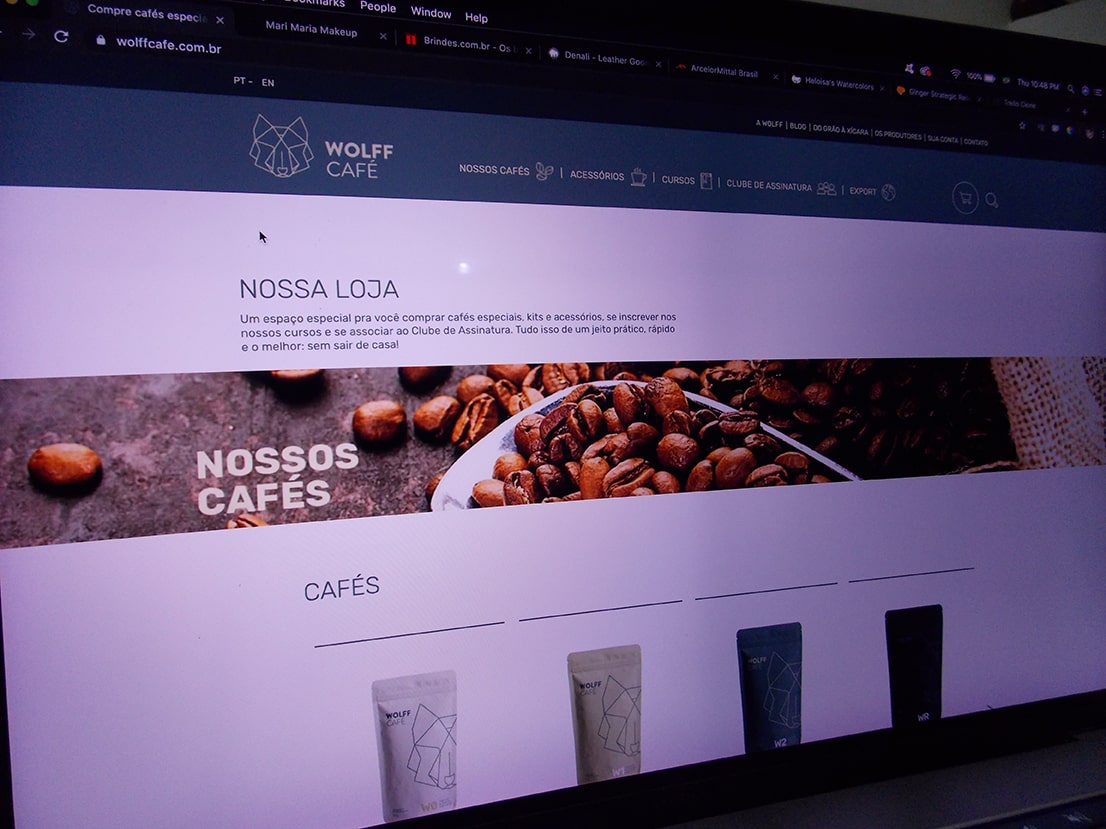 Bookmarks People Window Help
Compre cafés especi
Mari Maria Makeup
Brindes.com.br - Os
Denali - Leather Goo
ArcelorMittal Brasil
Heloisa's Watercolors
Ginger Strategic
100%
Thu 10:48 PM
wolffcafe.com.br
PT - EN
A WOLFF | BLOG | DO GRÃO À XÍCARA | OS PRODUTORES | SUA CONTA | CONTATO
WOLFF
CAFÉ
NOSSOS CAFÉS | ACESSÓRIOS | CURSOS | CLUBE DE ASSINATURA | EXPORT
NOSSA LOJA
Um espaço especial pra você comprar cafés especiais, kits e acessórios, se inscrever nos
nossos cursos e se associar ao Clube de Assinatura. Tudo isso de um jeito prático, rápido
e o melhor: sem sair de casa!
NOSSOS
CAFÉS
CAFÉS
WOLFF
CAFÉ
W0
WOLFF
CAFÉ
W1
WOLFF
CAFÉ
W2
WR